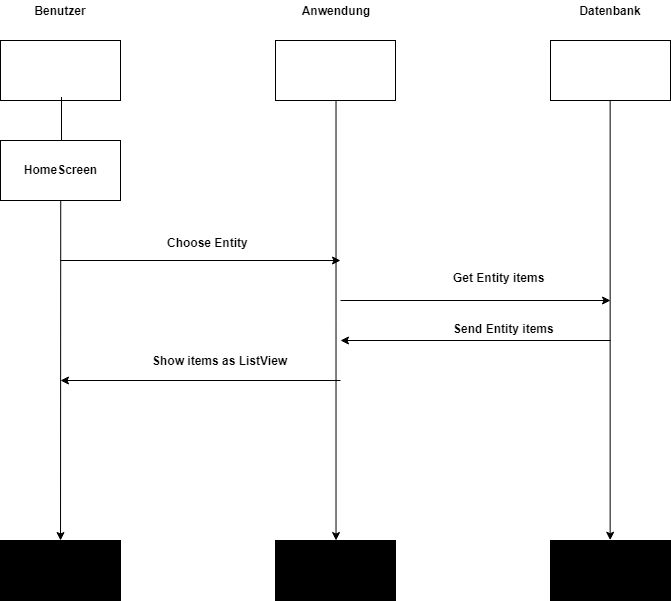 Benutzer
Anwendung
Datenbank
HomeScreen
Choose Entity
Get Entity items
Send Entity items
Show items as ListView